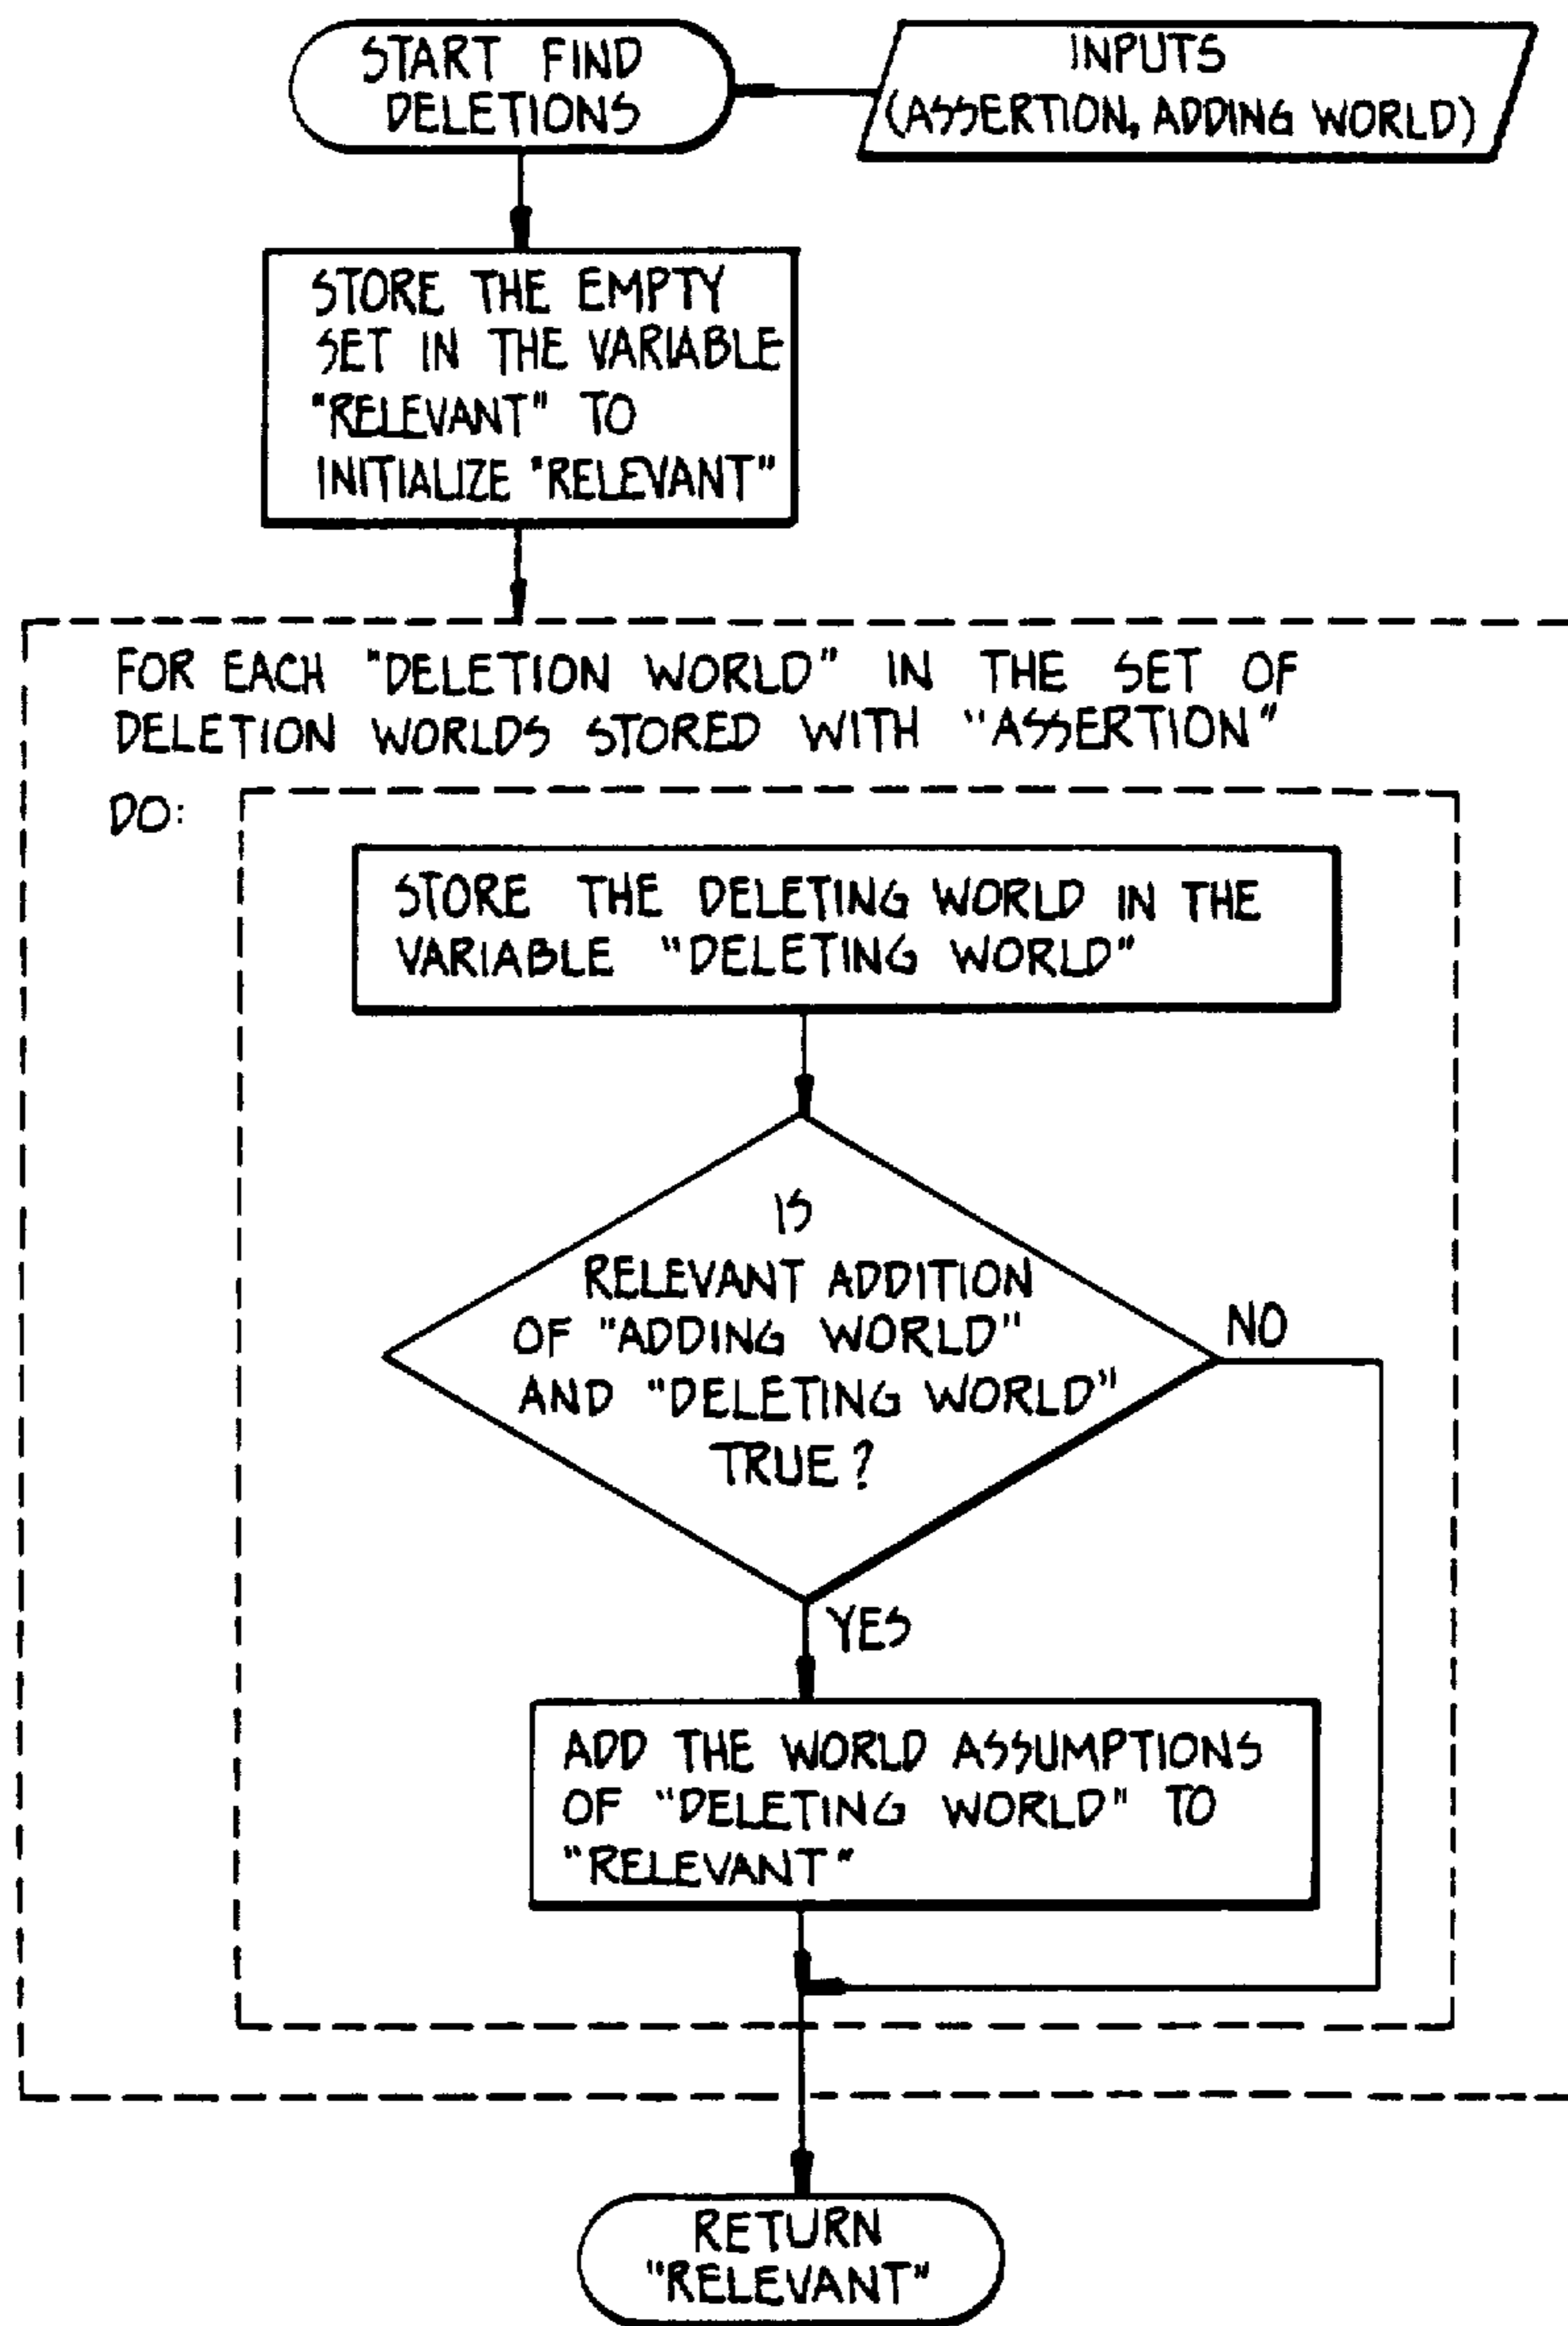 START FIND
DELETIONS
INPUTS
(ASSERTION, ADDING WORLD)
STORE THE EMPTY
SET IN THE VARIABLE
"RELEVANT" TO
INITIALIZE "RELEVANT"
FOR EACH "DELETION WORLD" IN THE SET OF
DELETION WORLDS STORED WITH "ASSERTION"
DO:
STORE THE DELETING WORLD IN THE
VARIABLE "DELETING WORLD"
IS
RELEVANT ADDITION
OF "ADDING WORLD"
AND "DELETING WORLD"
TRUE?
NO
YES
ADD THE WORLD ASSUMPTIONS
OF "DELETING WORLD" TO
"RELEVANT"
RETURN
"RELEVANT"